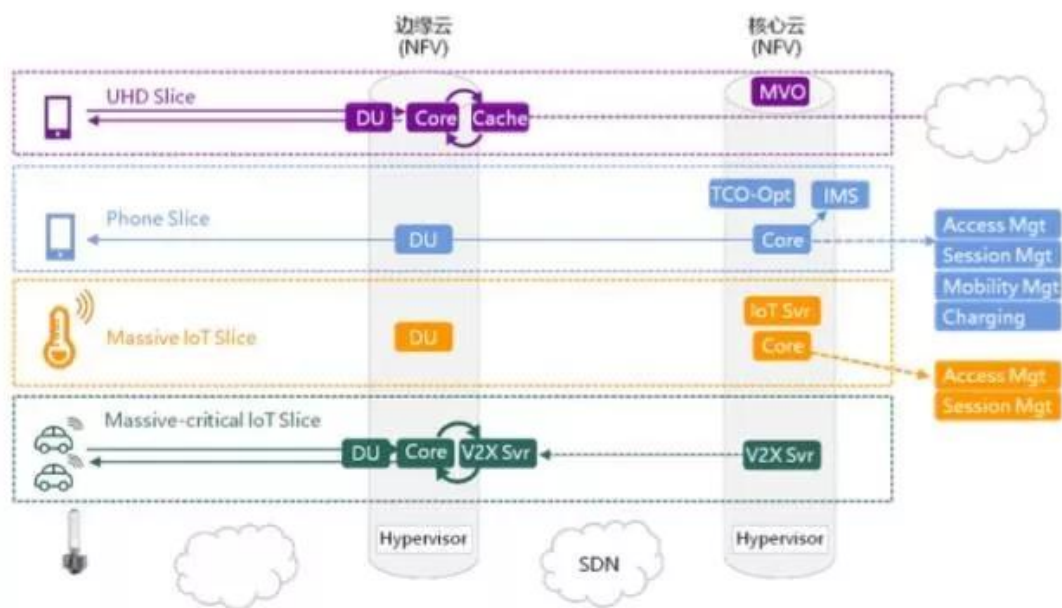 边缘云
(NFV)
核心云
(NFV)
UHD Slice
DU
Core
Cache
MVO
Phone Slice
DU
TCO-Opt
IMS
Core
Access Mgt
Session Mgt
Mobility Mgt
Charging
Massive IoT Slice
DU
IoT Svr
Core
Access Mgt
Session Mgt
Massive-critical IoT Slice
DU
Core
V2X Svr
V2X Svr
Hypervisor
SDN
Hypervisor